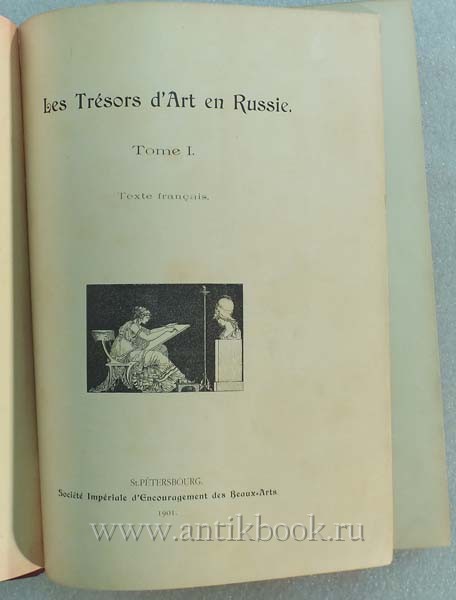 Les Trésors d'Art en Russie.
Tome I.
Texte français.
St.PÉTERSBOURG.
Société Impériale d'Encouragement des Beaux-Arts
1901.
www.antikbook.ru